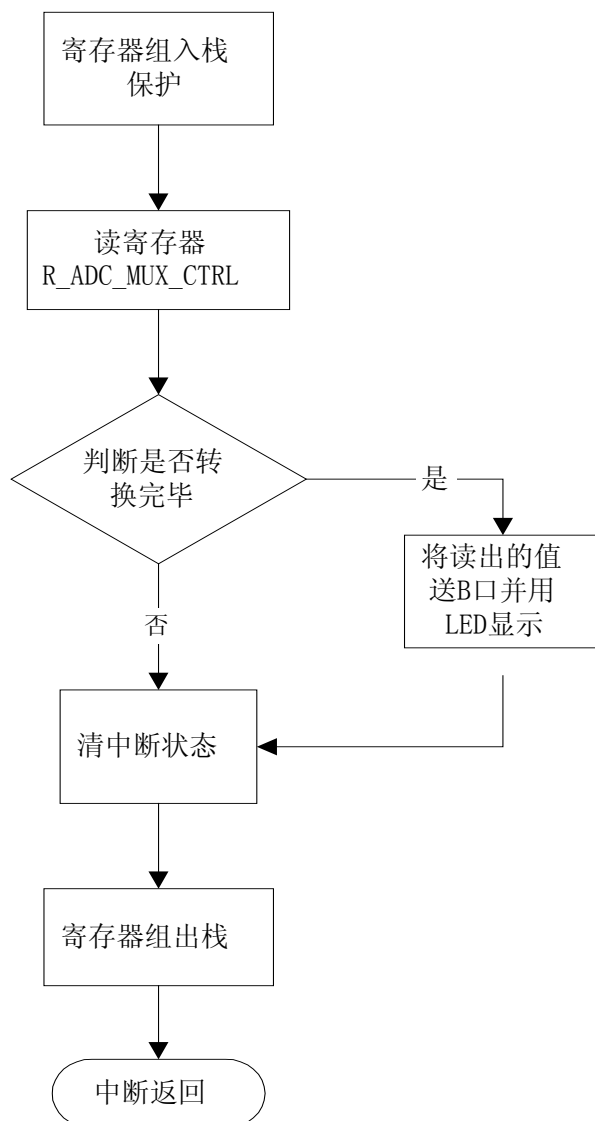 寄存器组入栈
保护
读寄存器
R_ADC_MUX_CTRL
判断是否转
换完毕
是
将读出的值
送B口并用
LED显示
否
清中断状态
寄存器组出栈
中断返回